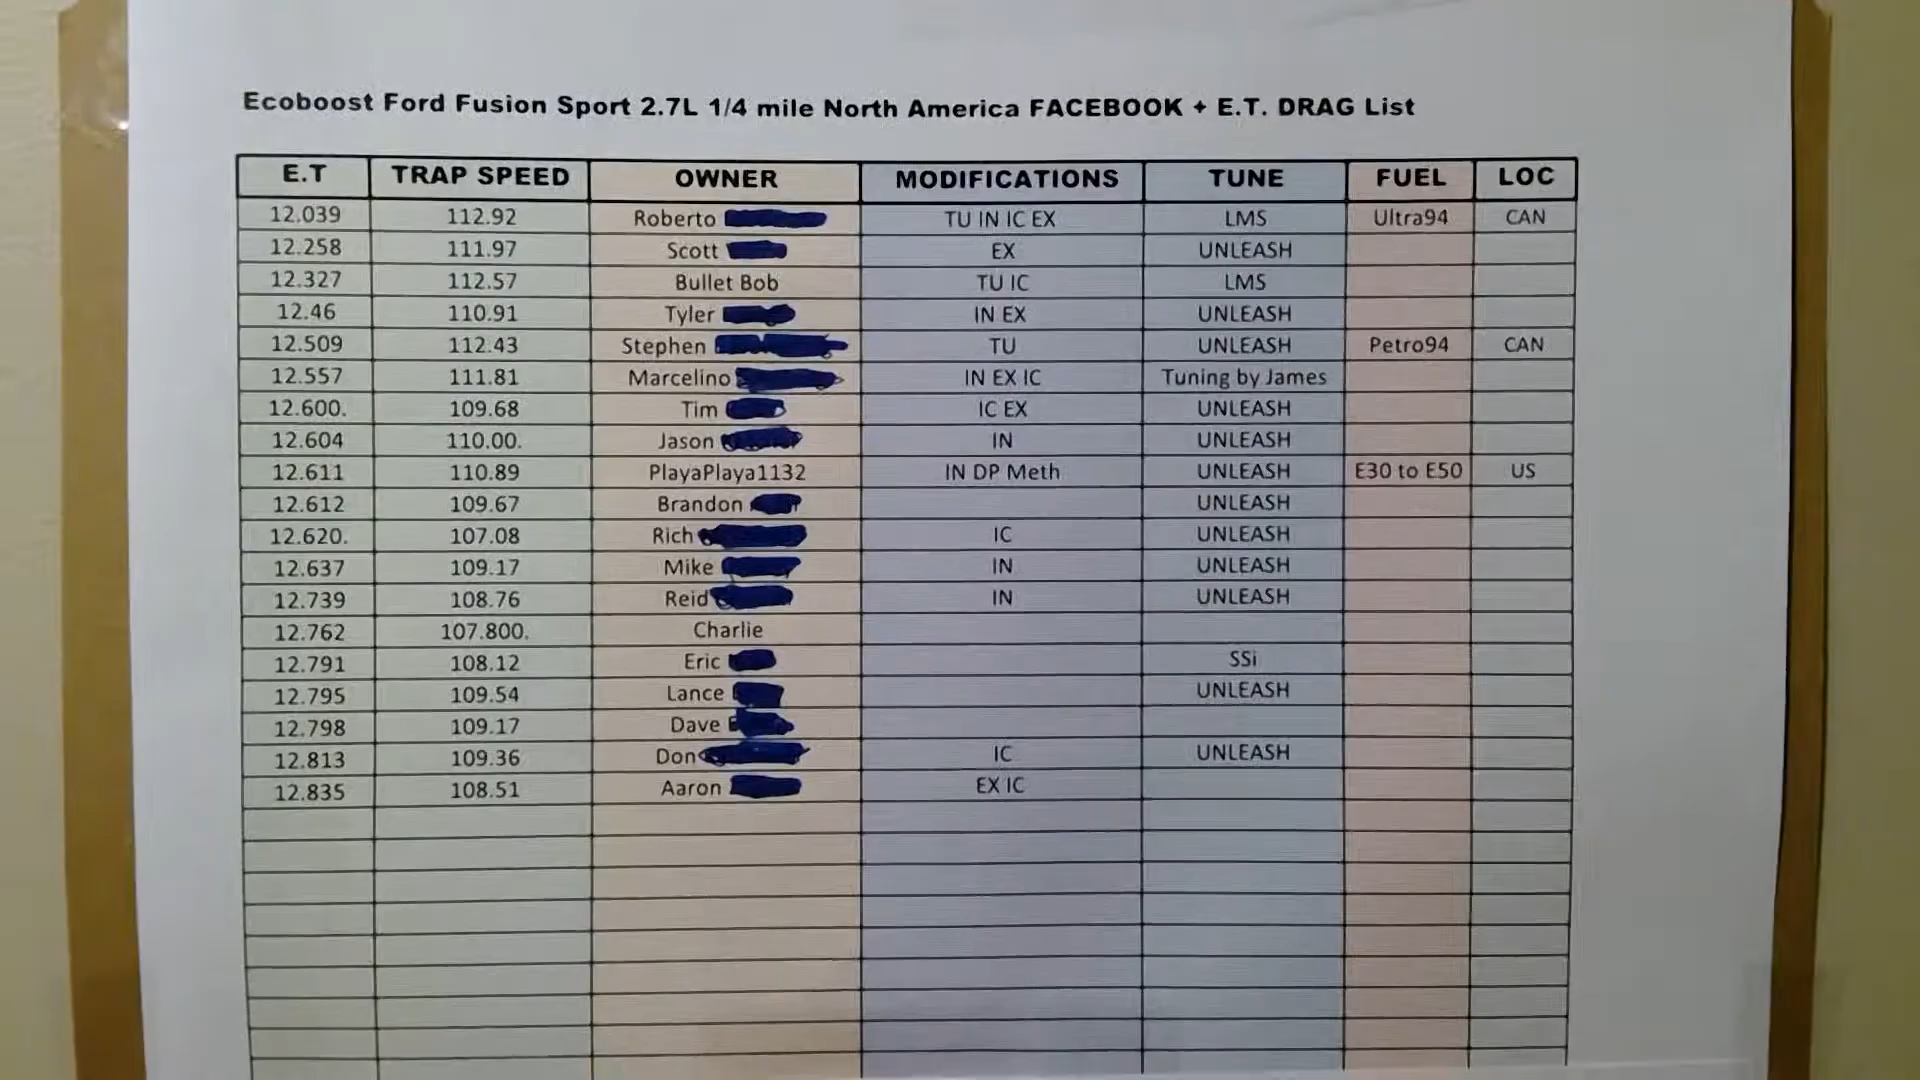 Ecoboost Ford Fusion Sport 2.7L 1/4 mile North America FACEBOOK + E.T. DRAG List
E.T TRAP SPEED OWNER MODIFICATIONS TUNE FUEL LOC
12.039 112.92 Roberto TU IN IC EX LMS Ultra94 CAN
12.258 111.97 Scott EX UNLEASH
12.327 112.57 Bullet Bob TU IC LMS
12.46 110.91 Tyler IN EX UNLEASH
12.509 112.43 Stephen TU UNLEASH Petro94 CAN
12.557 111.81 Marcelino IN EX IC Tuning by James
12.600. 109.68 Tim IC EX UNLEASH
12.604 110.00. Jason IN UNLEASH
12.611 110.89 PlayaPlaya1132 IN DP Meth UNLEASH E30 to E50 US
12.612 109.67 Brandon UNLEASH
12.620. 107.08 Rich IC UNLEASH
12.637 109.17 Mike IN UNLEASH
12.739 108.76 Reid IN UNLEASH
12.762 107.800. Charlie
12.791 108.12 Eric SSi
12.795 109.54 Lance UNLEASH
12.798 109.17 Dave
12.813 109.36 Don IC UNLEASH
12.835 108.51 Aaron EX IC